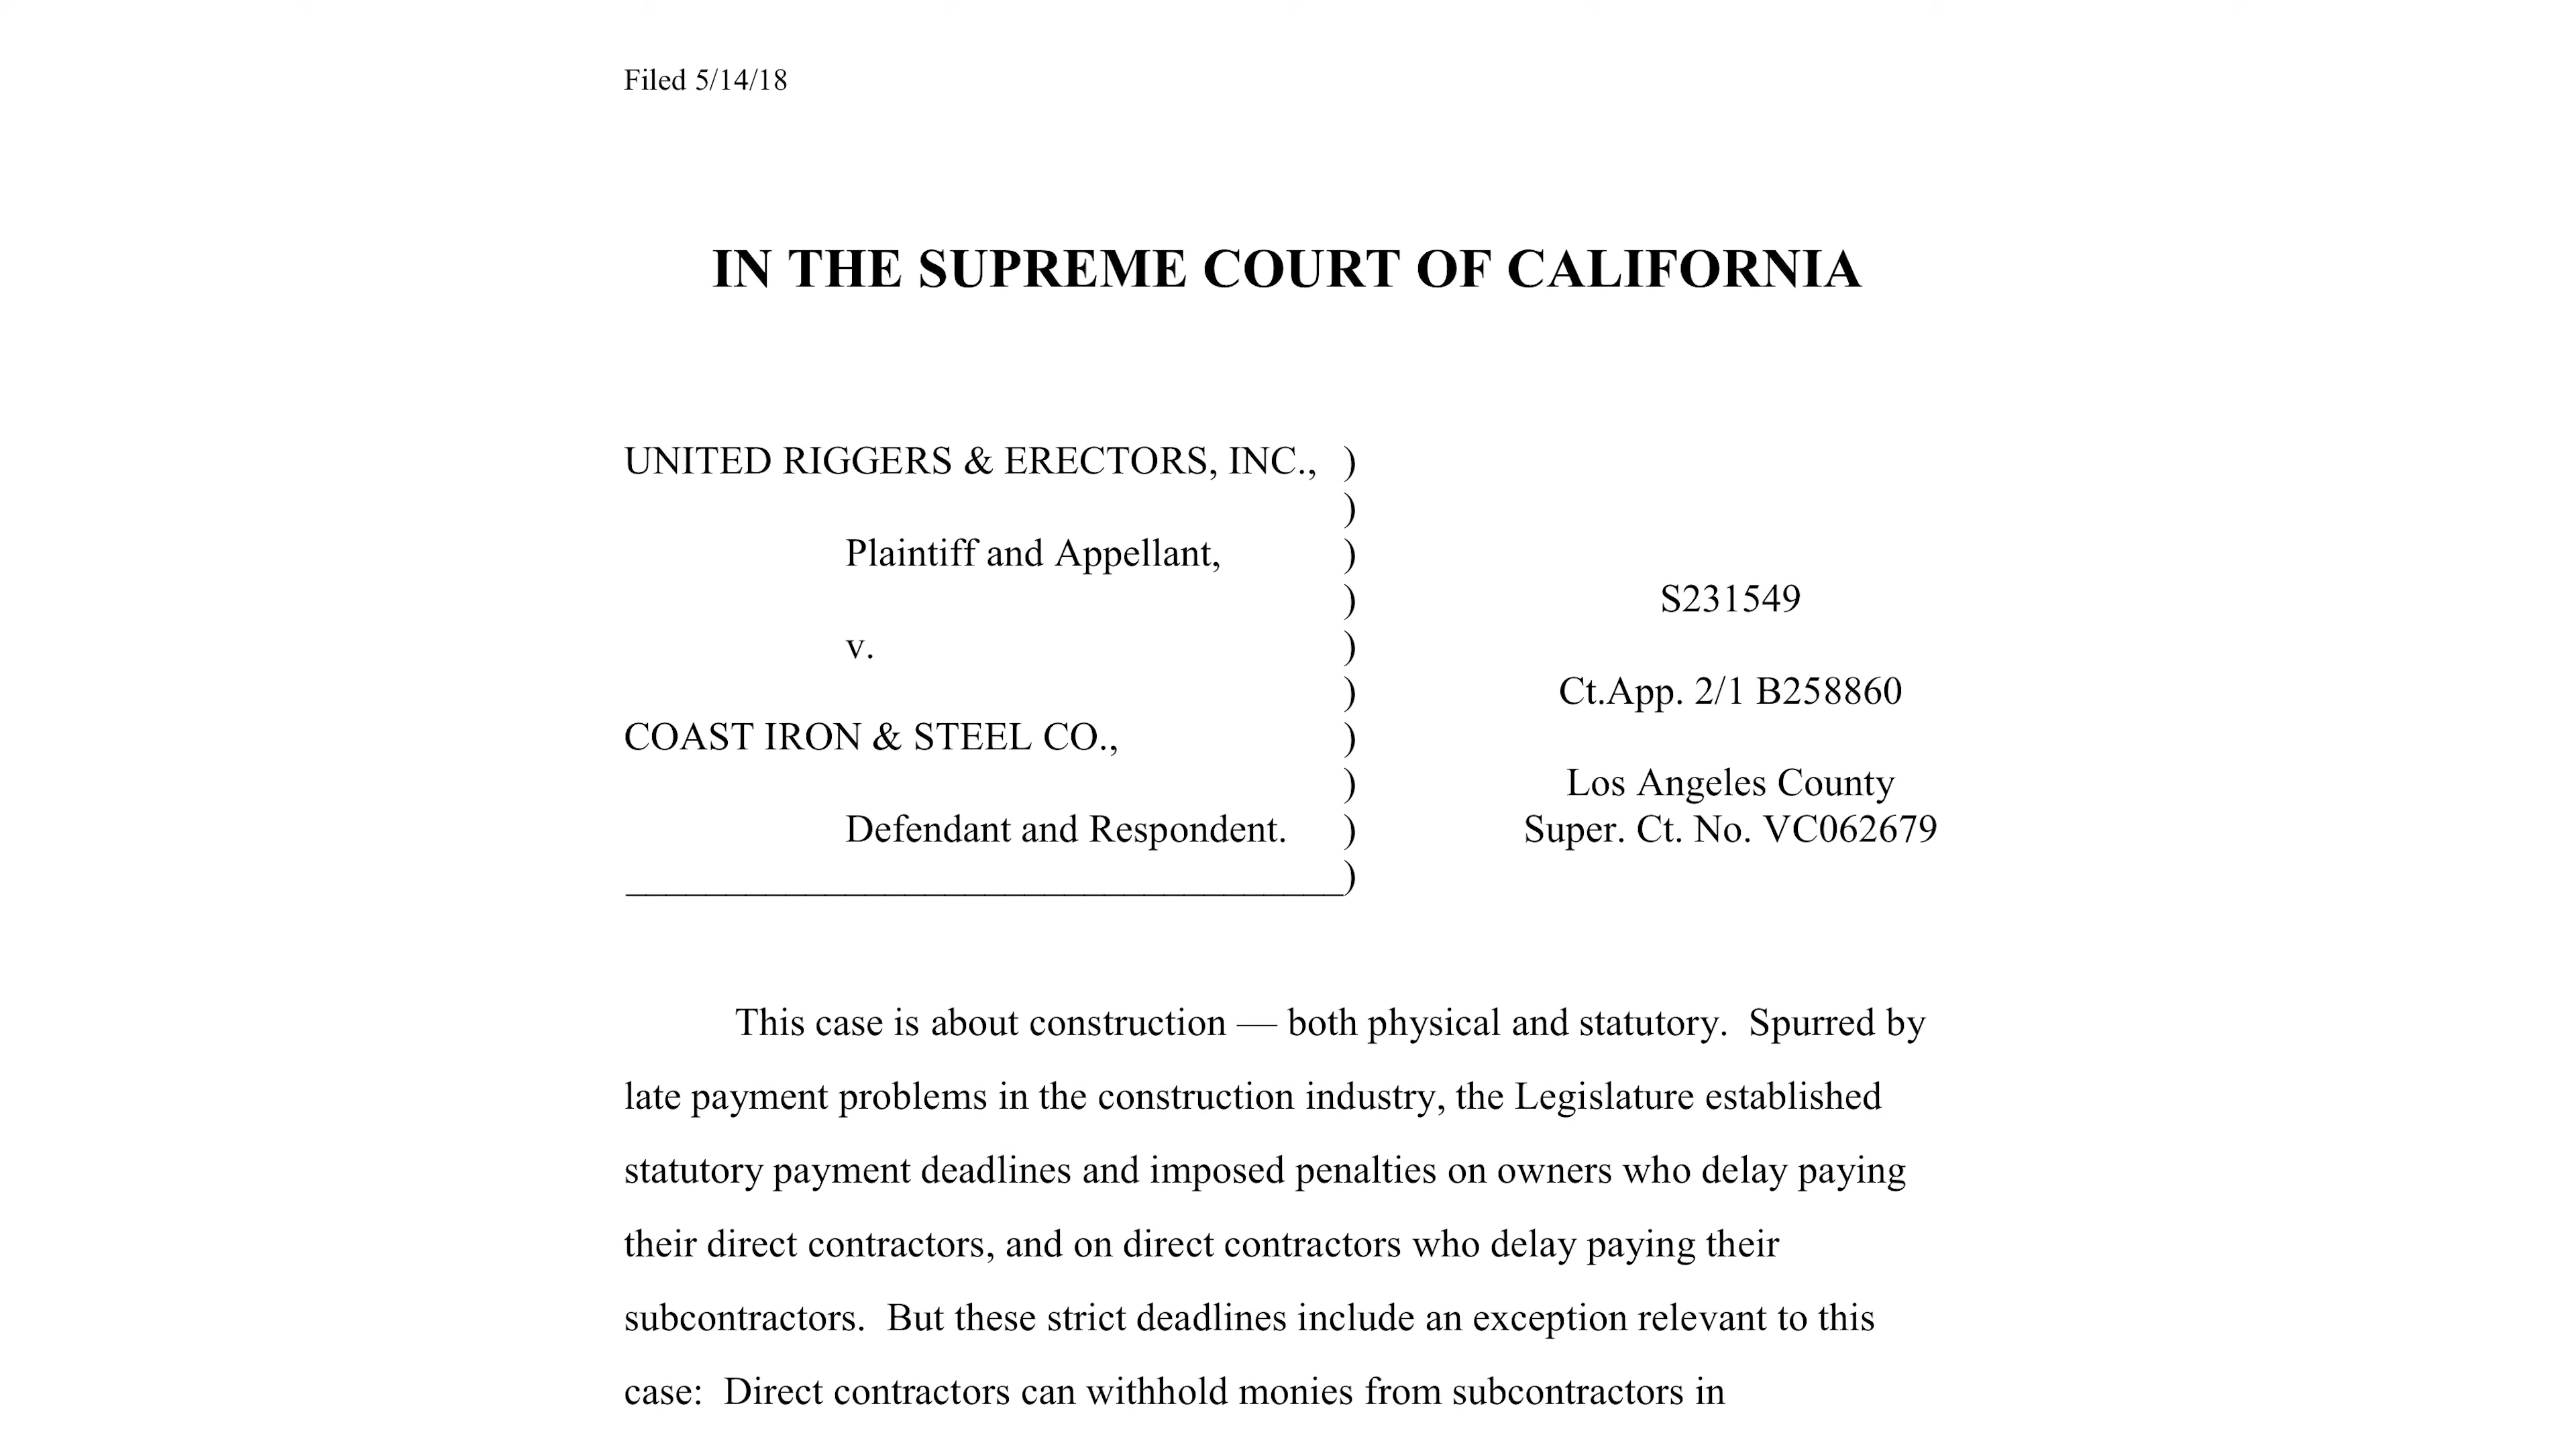 Filed 5/14/18
IN THE SUPREME COURT OF CALIFORNIA
UNITED RIGGERS & ERECTORS, INC., )
)
Plaintiff and Appellant, )
) S231549
v. )
) Ct.App. 2/1 B258860
COAST IRON & STEEL CO., )
) Los Angeles County
Defendant and Respondent. ) Super. Ct. No. VC062679
____________________________________)
This case is about construction — both physical and statutory.  Spurred by
late payment problems in the construction industry, the Legislature established
statutory payment deadlines and imposed penalties on owners who delay paying
their direct contractors, and on direct contractors who delay paying their
subcontractors.  But these strict deadlines include an exception relevant to this
case:  Direct contractors can withhold monies from subcontractors in